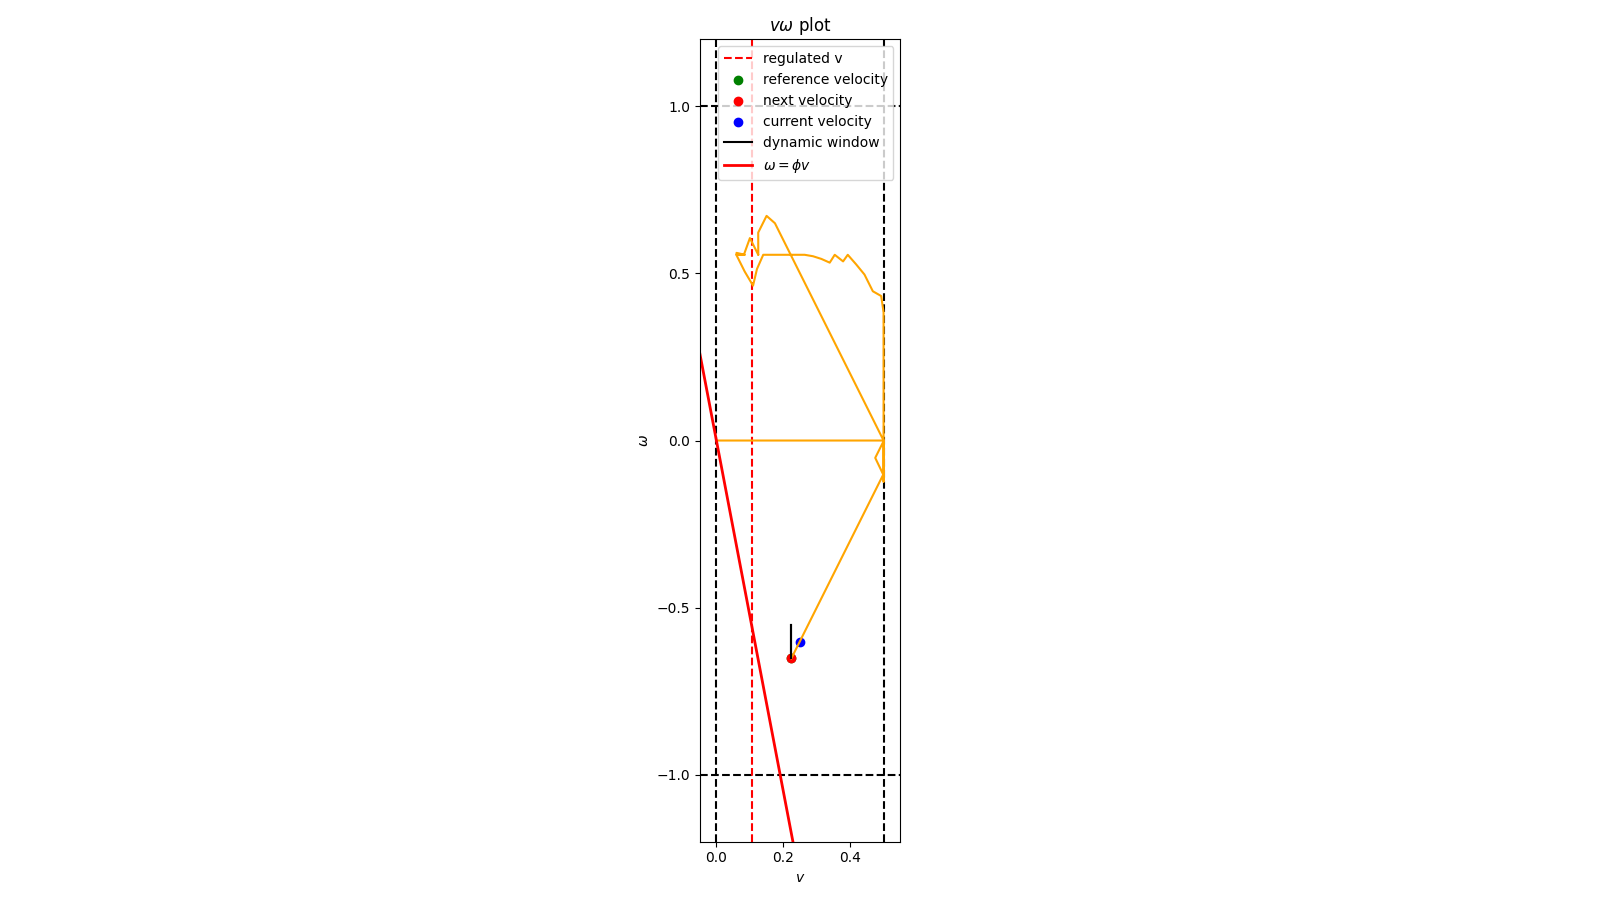 vω plot
regulated v
reference velocity
next velocity
current velocity
dynamic window
ω = ϕv
1.0
0.5
0.0
−0.5
−1.0
ω
0.0 0.2 0.4
v